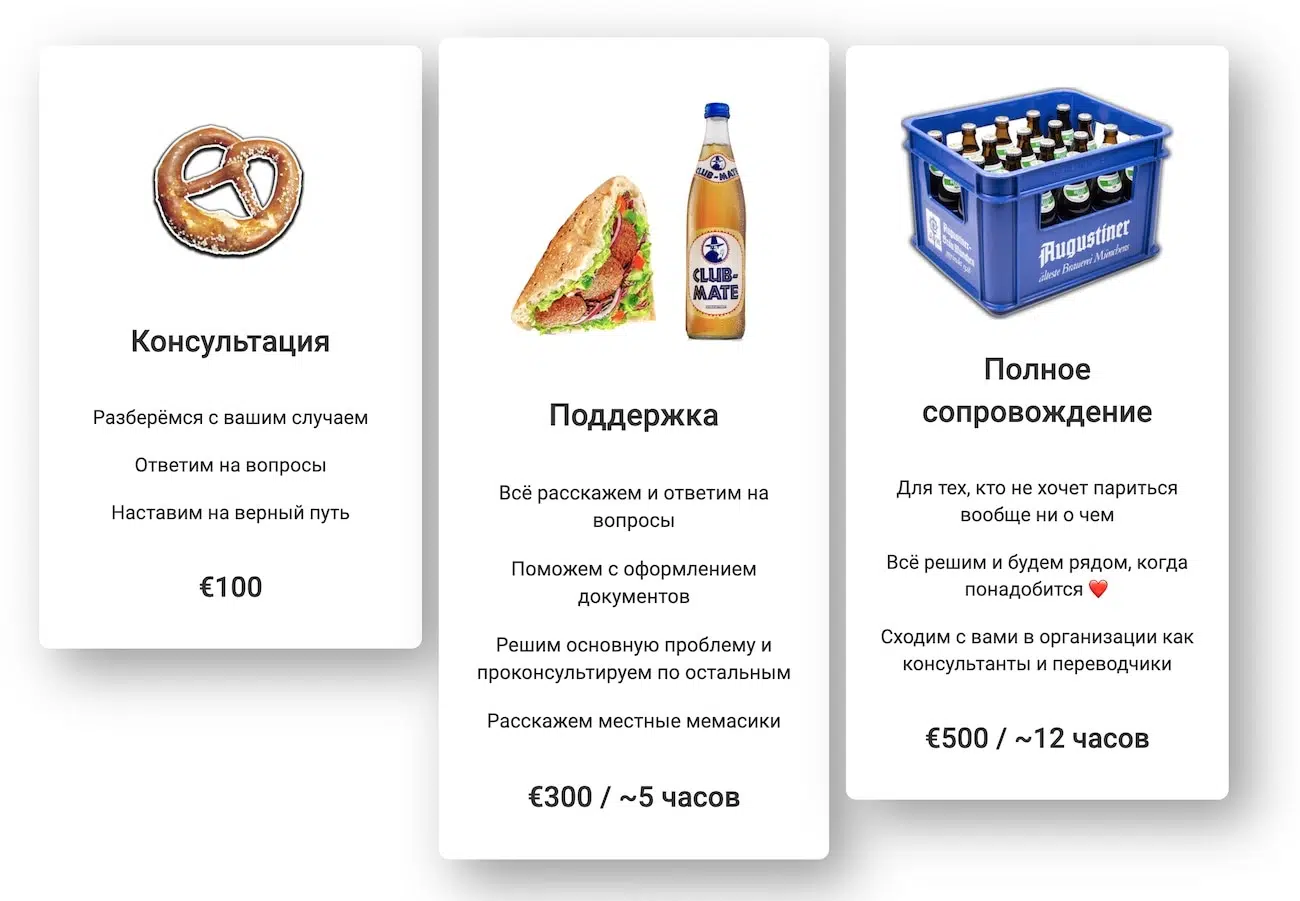 Консультация
Разберёмся с вашим случаем
Ответим на вопросы
Наставим на верный путь
€100
CLUB-MATE
CLUB-
MATE
Поддержка
Всё расскажем и ответим на
вопросы
Поможем с оформлением
документов
Решим основную проблему и
проконсультируем по остальным
Расскажем местные мемасики
€300 / ~5 часов
Augustiner
älteste Brauerei Münchens
Полное
сопровождение
Для тех, кто не хочет париться
вообще ни о чем
Всё решим и будем рядом, когда
понадобится ❤️
Сходим с вами в организации как
консультанты и переводчики
€500 / ~12 часов